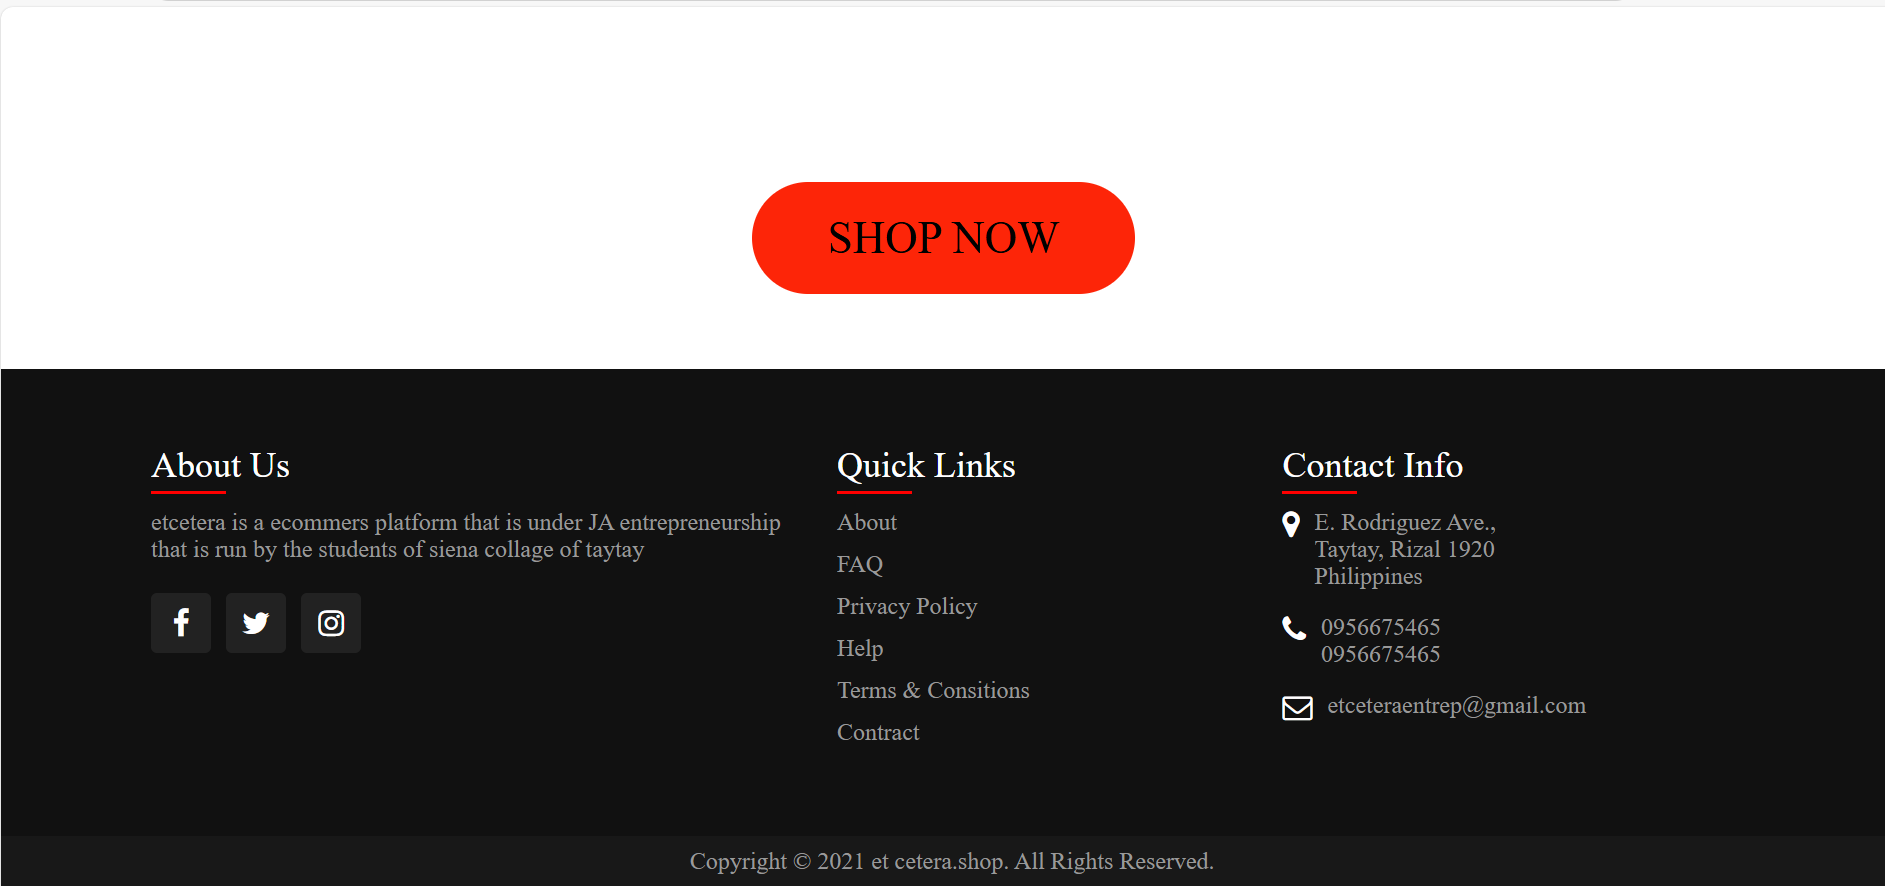 SHOP NOW
About Us
etcetera is a ecommers platform that is under JA entrepreneurship
that is run by the students of siena collage of taytay
Quick Links
About
FAQ
Privacy Policy
Help
Terms & Consitions
Contract
Contact Info
E. Rodriguez Ave.,
Taytay, Rizal 1920
Philippines
0956675465
0956675465
etceteraentrep@gmail.com
Copyright © 2021 et cetera.shop. All Rights Reserved.